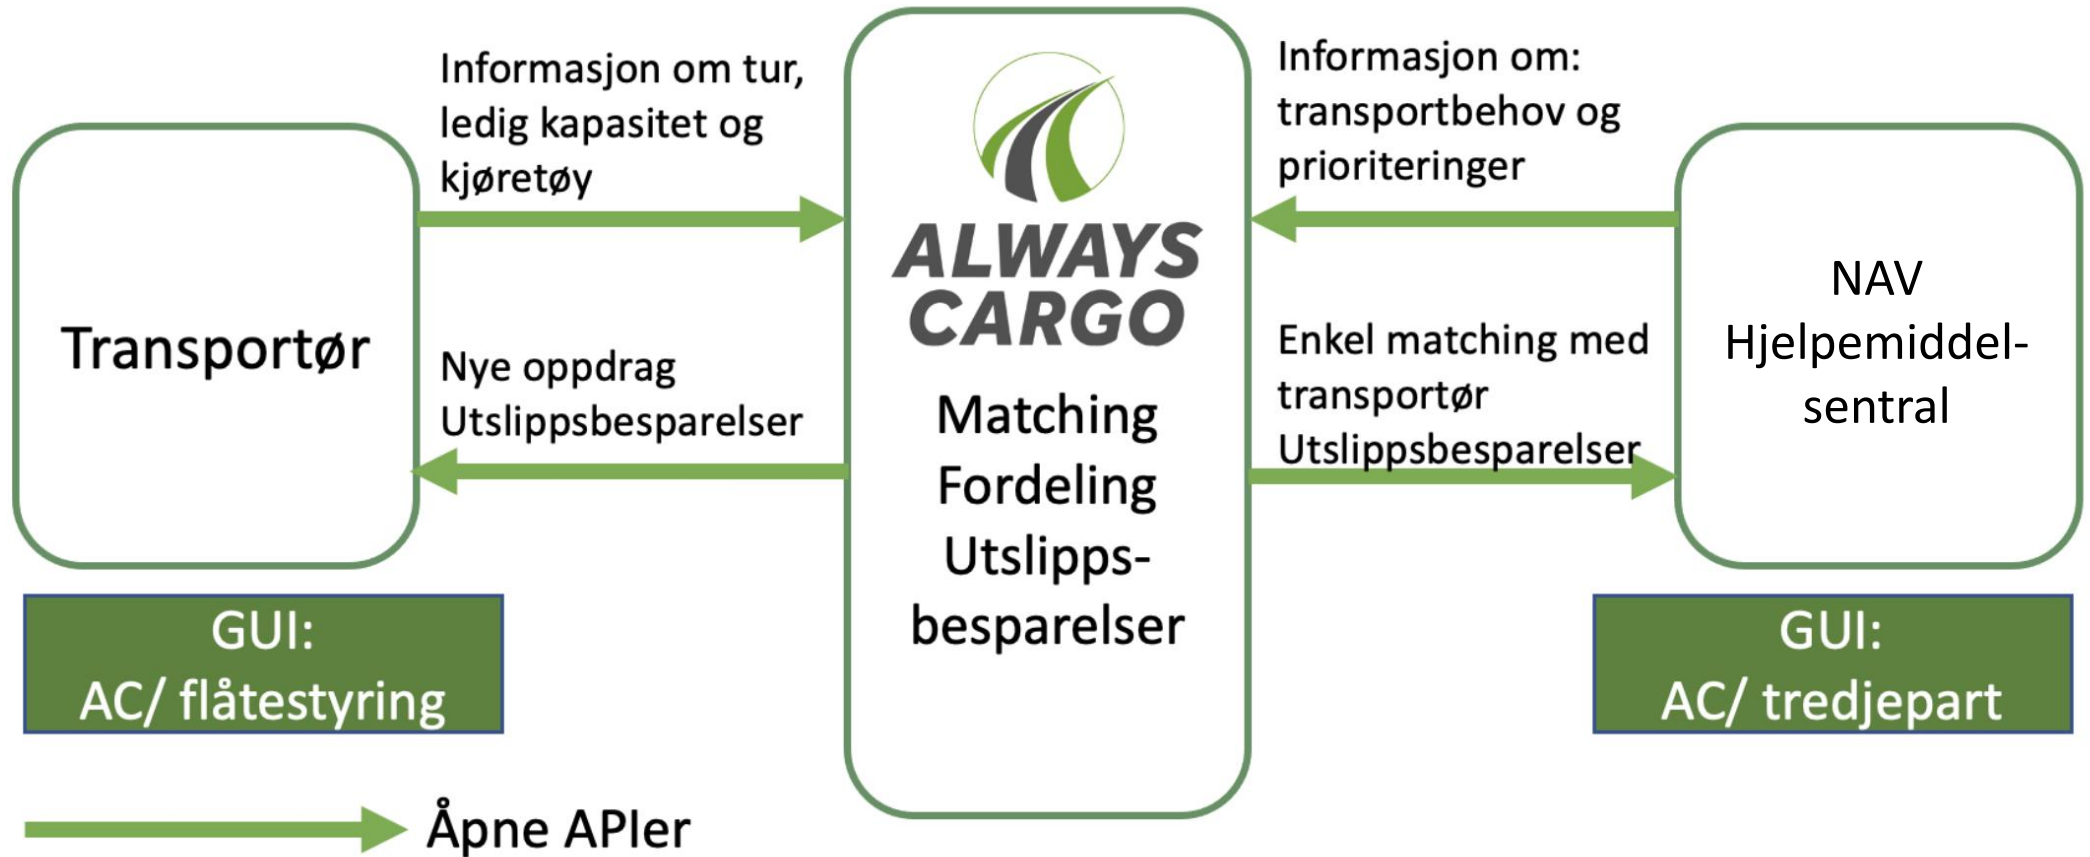 Informasjon om tur,
ledig kapasitet og
kjøretøy
Transportør
Nye oppdrag
Utslippsbesparelser
GUI:
AC/ flåtestyring
ALWAYS
CARGO
Matching
Fordeling
Utslipps-
besparelser
Informasjon om:
transportbehov og
prioriteringer
Enkel matching med
transportør
Utslippsbesparelser
NAV
Hjelpemiddel-
sentral
GUI:
AC/ tredjepart
Åpne APIer